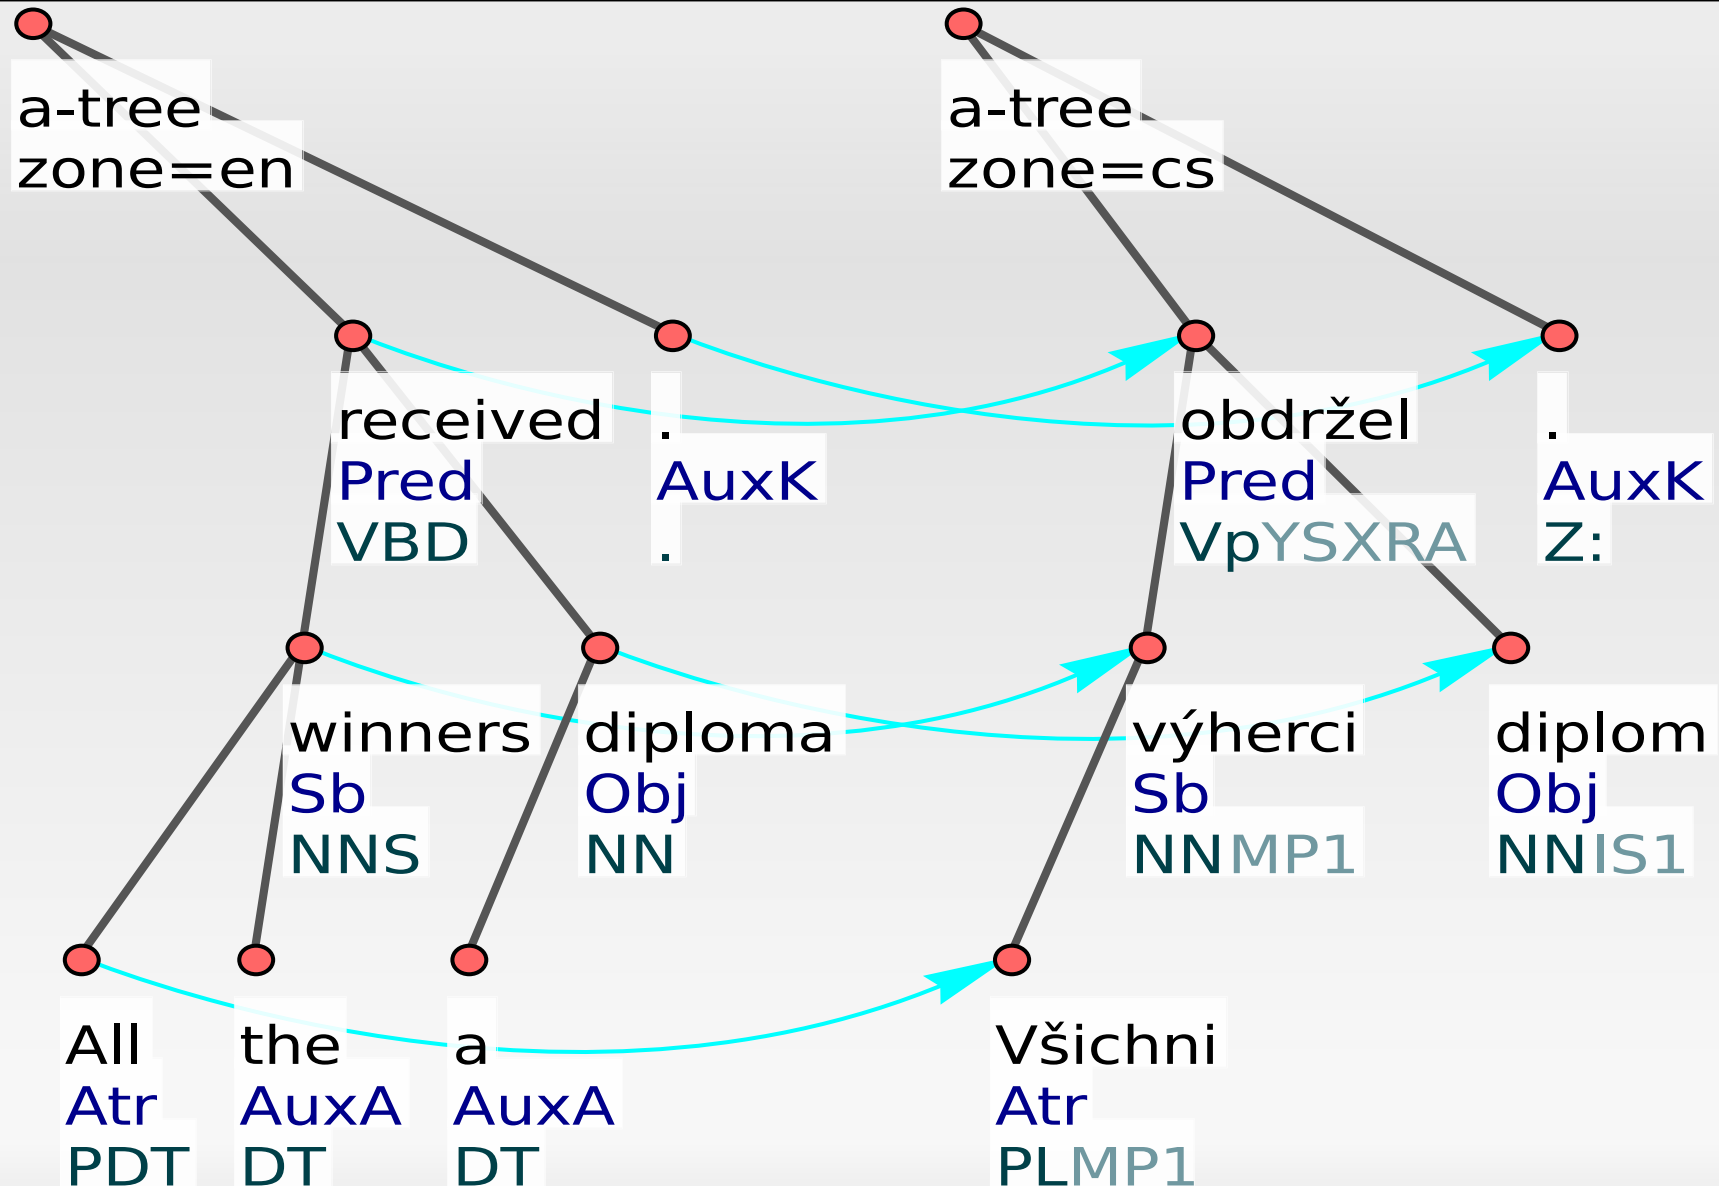 a-tree
zone=en
a-tree
zone=cs
received
Pred
VBD
.
AuxK
.
obdržel
Pred
VpYSXRA
.
AuxK
Z:
winners
Sb
NNS
diploma
Obj
NN
výherci
Sb
NNMP1
diplom
Obj
NNIS1
All
Atr
PDT
the
AuxA
DT
a
AuxA
DT
Všichni
Atr
PLMP1